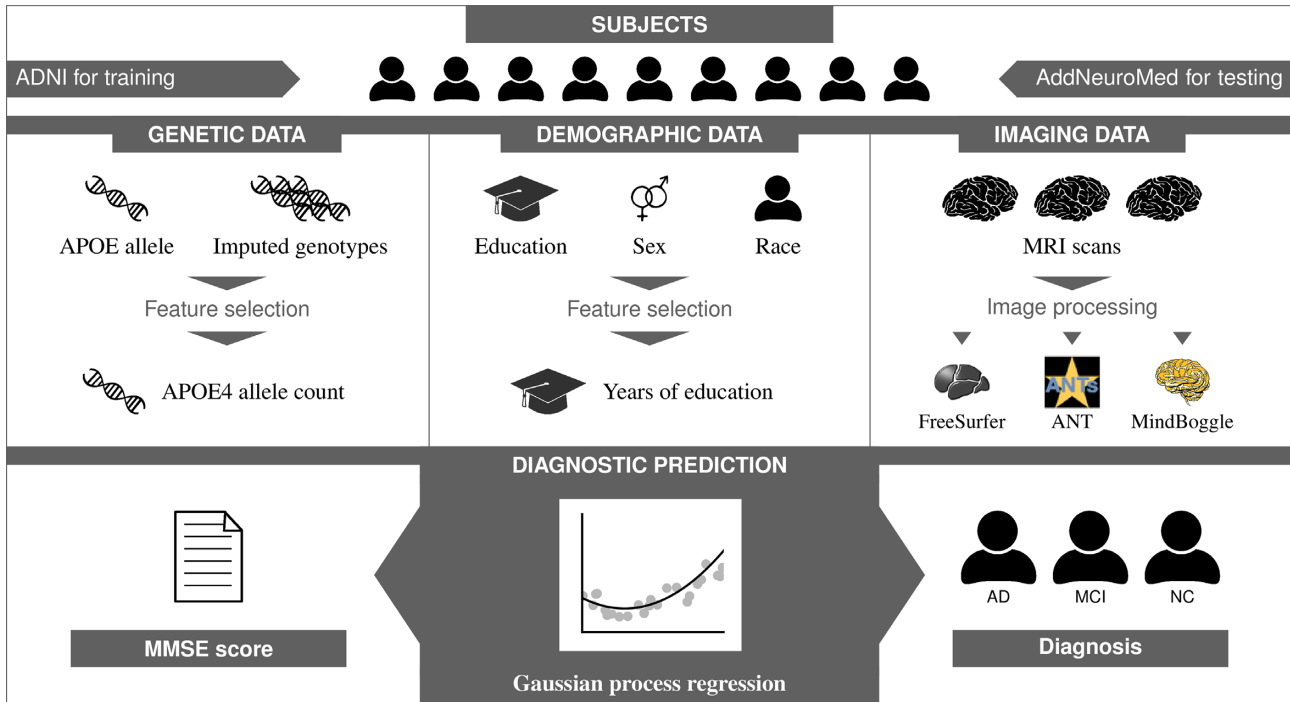 SUBJECTS
ADNI for training
AddNeuroMed for testing
GENETIC DATA
DEMOGRAPHIC DATA
IMAGING DATA
APOE allele
Imputed genotypes
Education
Sex
Race
MRI scans
Feature selection
Feature selection
Image processing
APOE4 allele count
Years of education
ANTs
FreeSurfer
ANT
MindBoggle
DIAGNOSTIC PREDICTION
AD
MCI
NC
MMSE score
Diagnosis
Gaussian process regression